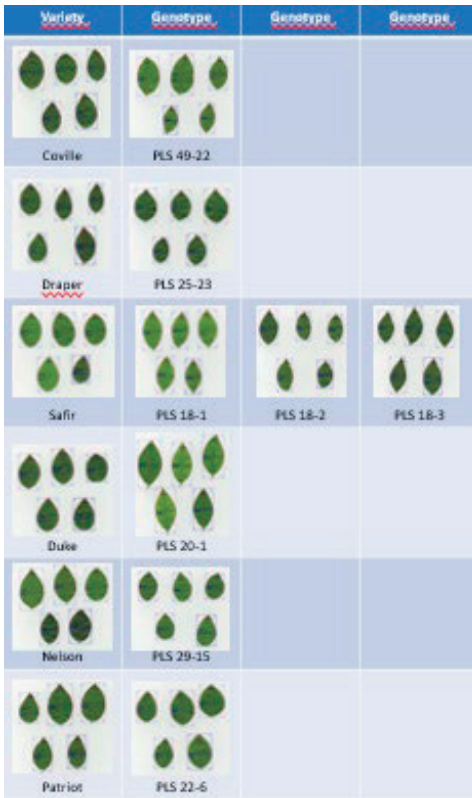 Variety Genotype Genotype Genotype
Coville PLS 49-22
Draper PLS 25-23
Safir PLS 18-1 PLS 18-2 PLS 18-3
Duke PLS 20-1
Nelson PLS 29-15
Patriot PLS 22-6